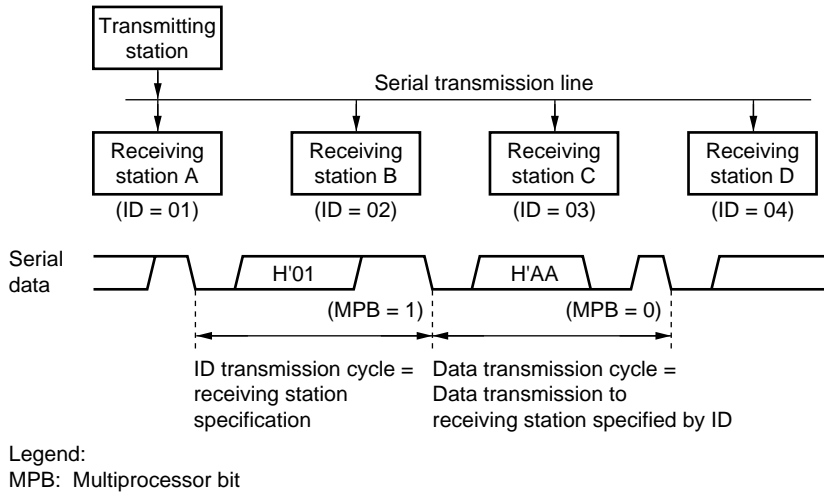 Transmitting
station
Serial transmission line
Receiving
station A
Receiving
station B
Receiving
station C
Receiving
station D
(ID = 01)
(ID = 02)
(ID = 03)
(ID = 04)
Serial
data
H'01
H'AA
(MPB = 1)
(MPB = 0)
ID transmission cycle =
receiving station
specification
Data transmission cycle =
Data transmission to
receiving station specified by ID
Legend:
MPB: Multiprocessor bit